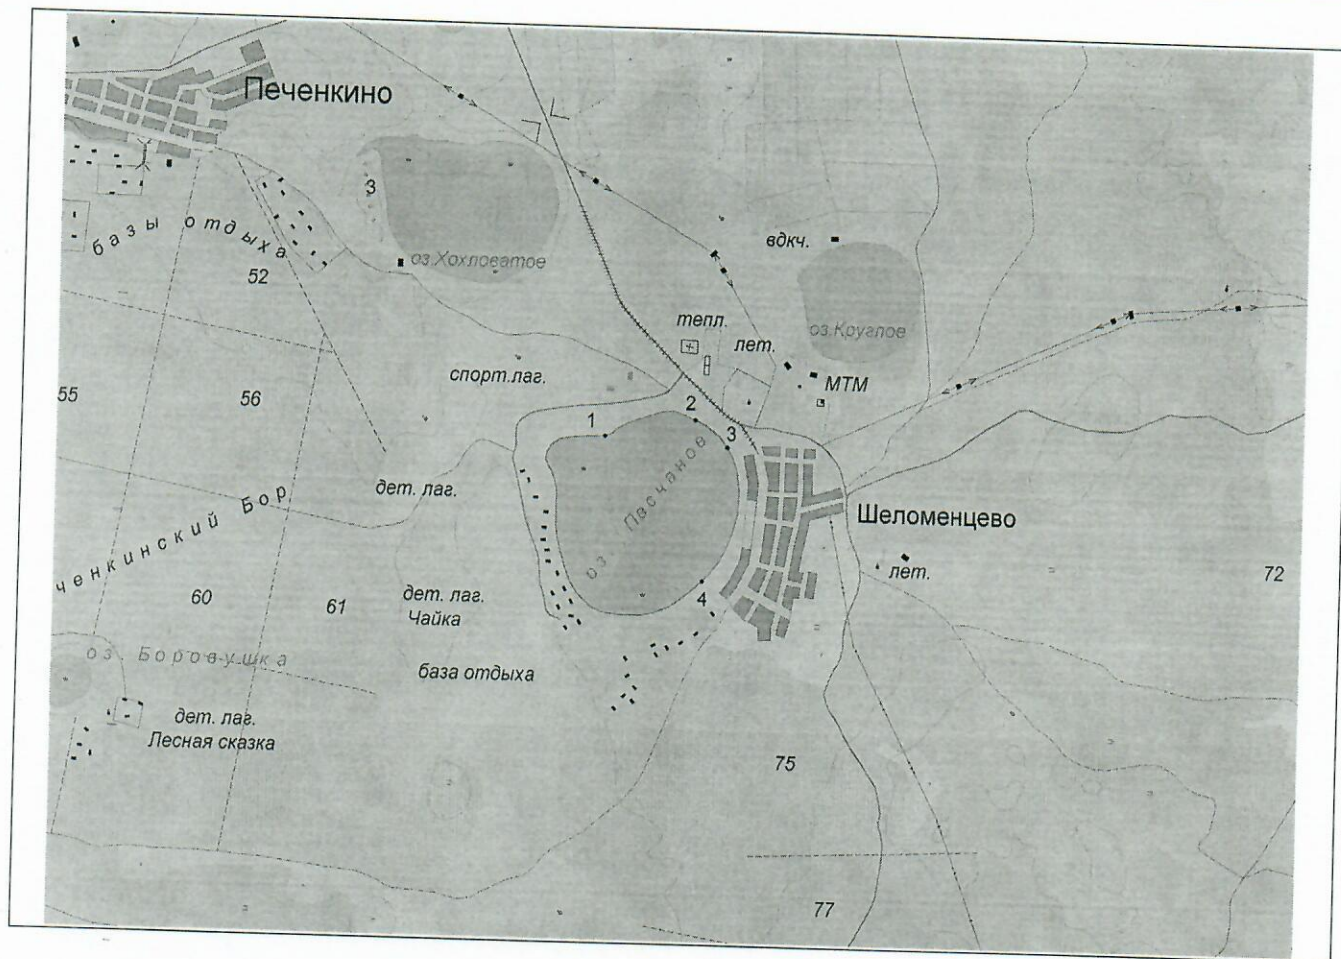 Печенкино
3
базы отдыха
52
оз.Хохловатое
вдкч.
оз.Круглое
тепл.
лет.
МТМ
спорт.лаг.
55
56
1
2
3
оз. Песчаное
дет. лаг.
Шеломенцево
ченкинский Бор
лет.
72
60
61
дет. лаг.
Чайка
4
оз Боровушка
база отдыха
дет. лаг.
Лесная сказка
75
77